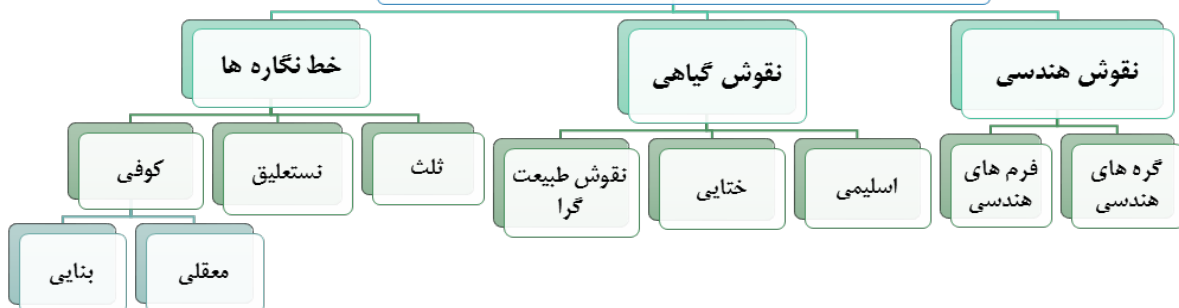 نقوش هندسی
نقوش گیاهی
خط نگاره ها
گره های
هندسی
فرم های
هندسی
اسلیمی
ختایی
نقوش طبیعت
گرا
ثلث
نستعلیق
کوفی
معقلی
بنایی